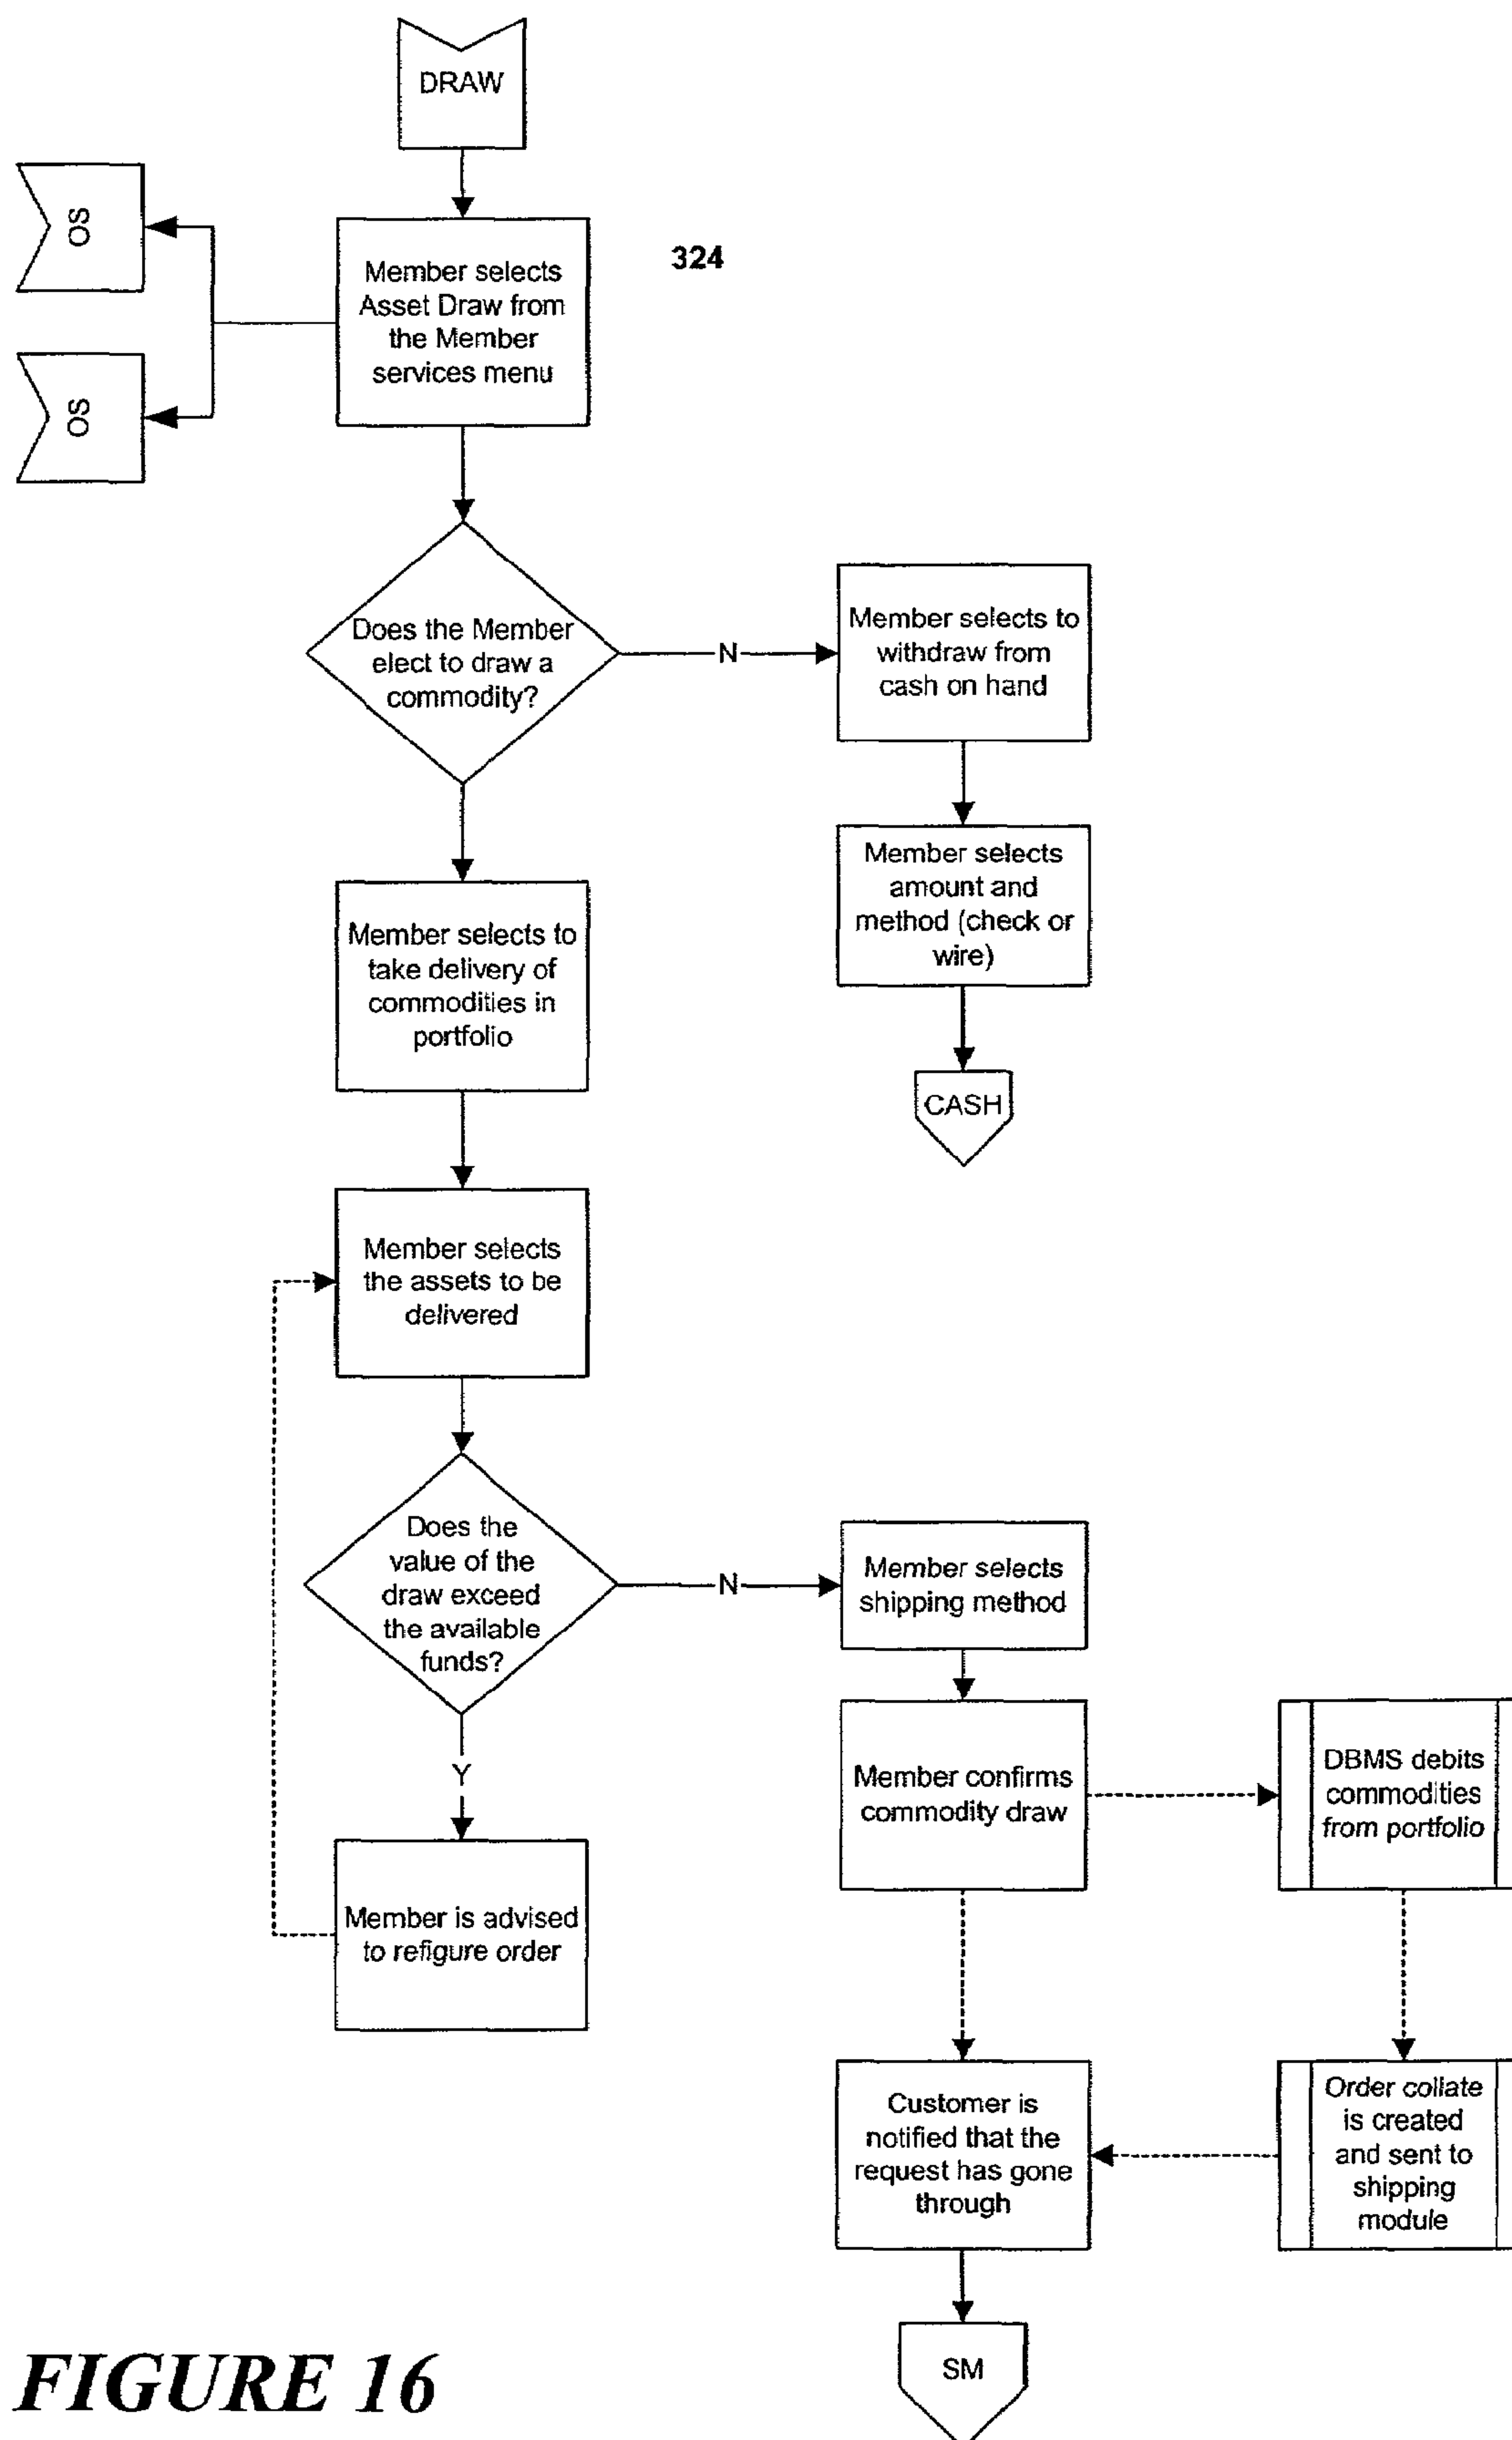 DRAW
OS
OS
Member selects
Asset Draw from
the Member
services menu
324
Does the Member
elect to draw a
commodity?
N
Member selects to
withdraw from
cash on hand
Member selects
amount and
method (check or
wire)
CASH
Member selects to
take delivery of
commodities in
portfolio
Member selects
the assets to be
delivered
Does the
value of the
draw exceed
the available
funds?
N
Y
Member is advised
to refigure order
Member selects
shipping method
Member confirms
commodity draw
DBMS debits
commodities
from portfolio
Order collate
is created
and sent to
shipping
module
Customer is
notified that the
request has gone
through
SM
FIGURE 16